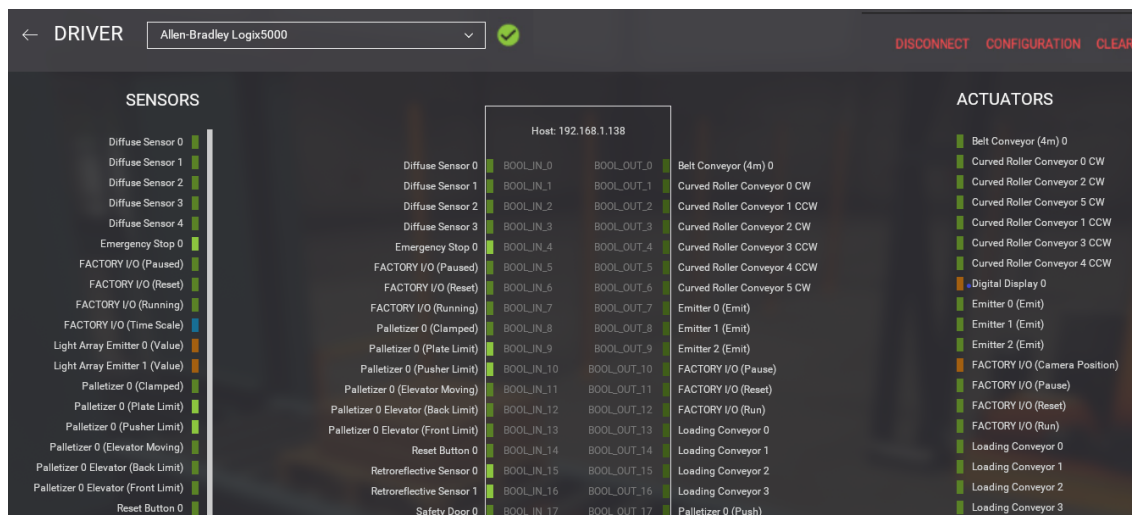 ← DRIVER Allen-Bradley Logix5000
DISCONNECT CONFIGURATION CLEAR
SENSORS
Diffuse Sensor 0
Diffuse Sensor 1
Diffuse Sensor 2
Diffuse Sensor 3
Diffuse Sensor 4
Emergency Stop 0
FACTORY I/O (Paused)
FACTORY I/O (Reset)
FACTORY I/O (Running)
FACTORY I/O (Time Scale)
Light Array Emitter 0 (Value)
Light Array Emitter 1 (Value)
Palletizer 0 (Clamped)
Palletizer 0 (Plate Limit)
Palletizer 0 (Pusher Limit)
Palletizer 0 (Elevator Moving)
Palletizer 0 Elevator (Back Limit)
Palletizer 0 Elevator (Front Limit)
Reset Button 0
Host: 192.168.1.138
Diffuse Sensor 0 BOOL_IN_0 BOOL_OUT_0 Belt Conveyor (4m) 0
Diffuse Sensor 1 BOOL_IN_1 BOOL_OUT_1 Curved Roller Conveyor 0 CW
Diffuse Sensor 2 BOOL_IN_2 BOOL_OUT_2 Curved Roller Conveyor 1 CCW
Diffuse Sensor 3 BOOL_IN_3 BOOL_OUT_3 Curved Roller Conveyor 2 CW
Emergency Stop 0 BOOL_IN_4 BOOL_OUT_4 Curved Roller Conveyor 3 CCW
FACTORY I/O (Paused) BOOL_IN_5 BOOL_OUT_5 Curved Roller Conveyor 4 CCW
FACTORY I/O (Reset) BOOL_IN_6 BOOL_OUT_6 Curved Roller Conveyor 5 CW
FACTORY I/O (Running) BOOL_IN_7 BOOL_OUT_7 Emitter 0 (Emit)
Palletizer 0 (Clamped) BOOL_IN_8 BOOL_OUT_8 Emitter 1 (Emit)
Palletizer 0 (Plate Limit) BOOL_IN_9 BOOL_OUT_9 Emitter 2 (Emit)
Palletizer 0 (Pusher Limit) BOOL_IN_10 BOOL_OUT_10 FACTORY I/O (Pause)
Palletizer 0 (Elevator Moving) BOOL_IN_11 BOOL_OUT_11 FACTORY I/O (Reset)
Palletizer 0 Elevator (Back Limit) BOOL_IN_12 BOOL_OUT_12 FACTORY I/O (Run)
Palletizer 0 Elevator (Front Limit) BOOL_IN_13 BOOL_OUT_13 Loading Conveyor 0
Reset Button 0 BOOL_IN_14 BOOL_OUT_14 Loading Conveyor 1
Retroreflective Sensor 0 BOOL_IN_15 BOOL_OUT_15 Loading Conveyor 2
Retroreflective Sensor 1 BOOL_IN_16 BOOL_OUT_16 Loading Conveyor 3
Safety Door 0 BOOL_IN_17 BOOL_OUT_17 Palletizer 0 (Push)
ACTUATORS
Belt Conveyor (4m) 0
Curved Roller Conveyor 0 CW
Curved Roller Conveyor 2 CW
Curved Roller Conveyor 5 CW
Curved Roller Conveyor 1 CCW
Curved Roller Conveyor 3 CCW
Curved Roller Conveyor 4 CCW
Digital Display 0
Emitter 0 (Emit)
Emitter 1 (Emit)
Emitter 2 (Emit)
FACTORY I/O (Camera Position)
FACTORY I/O (Pause)
FACTORY I/O (Reset)
FACTORY I/O (Run)
Loading Conveyor 0
Loading Conveyor 1
Loading Conveyor 2
Loading Conveyor 3